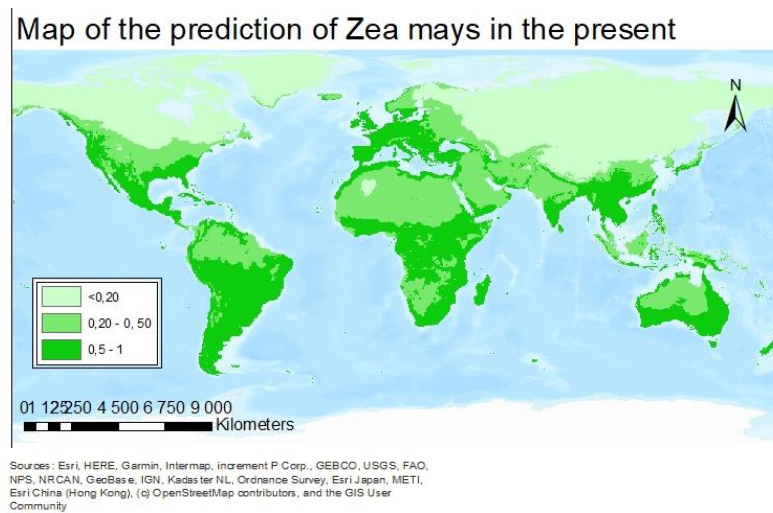 Map of the prediction of Zea mays in the present
N
<0,20
0,20 - 0, 50
0,5 - 1
01 125250 4 500 6 750 9 000
Kilometers
Sources: Esri, HERE, Garmin, Intermap, increment P Corp., GEBCO, USGS, FAO,
NPS, NRCAN, GeoBase, IGN, Kadaster NL, Ordnance Survey, Esri Japan, METI,
Esri China (Hong Kong), (c) OpenStreetMap contributors, and the GIS User
Community